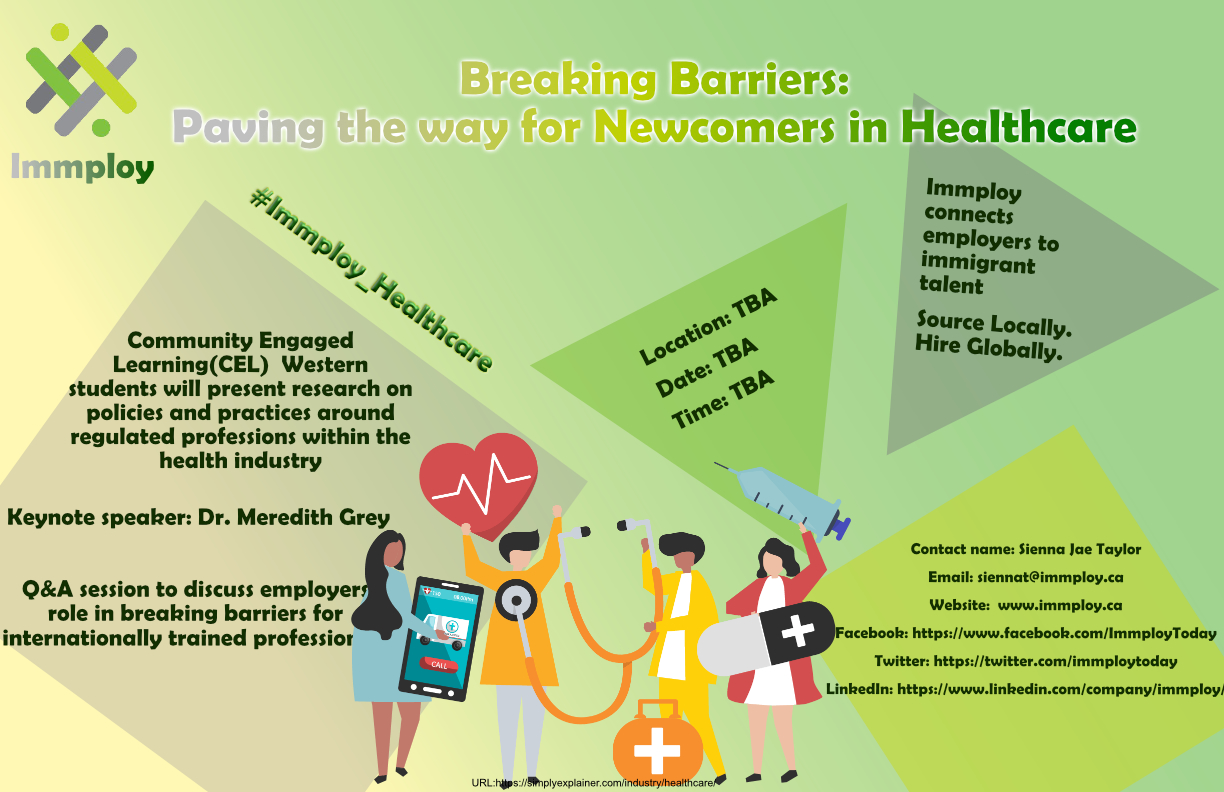 Immploy
Breaking Barriers:
Paving the way for Newcomers in Healthcare
#Immploy_Healthcare
Community Engaged
Learning(CEL)  Western
students will present research on
policies and practices around
regulated professions within the
health industry
Keynote speaker: Dr. Meredith Grey
Q&A session to discuss employers
role in breaking barriers for
internationally trained
Location: TBA
Date: TBA
Time: TBA
Immploy
connects
employers to
immigrant
talent
Source Locally.
Hire Globally.
Contact name: Sienna Jae Taylor
Email: siennat@immploy.ca
Website:  www.immploy.ca
Facebook: https://www.facebook.com/ImmployToday
Twitter: https://twitter.com/immploytoday
LinkedIn: https://www.linkedin.com/company/immploy/
CALL
URL:https://simplyexplainer.com/industry/healthcare/